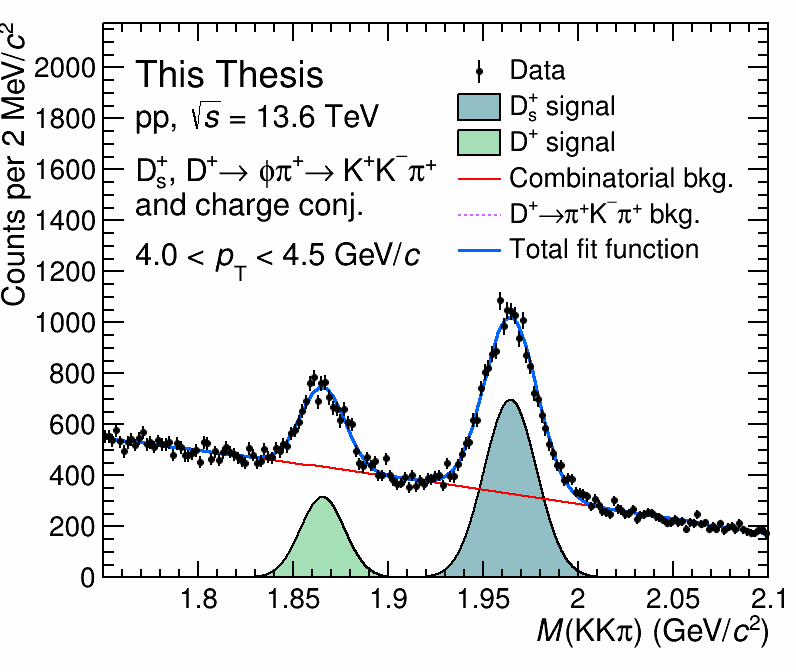 This Thesis
pp, √s = 13.6 TeV
D⁺ₛ, D⁺→ ϕπ⁺→ K⁺K⁻π⁺
and charge conj.
4.0 < p_T < 4.5 GeV/c
Data
D⁺ₛ signal
D⁺ signal
Combinatorial bkg.
D⁺→π⁺K⁻π⁺ bkg.
Total fit function
Counts per 2 MeV/c²
2000
1800
1600
1400
1200
1000
800
600
400
200
0
1.8
1.85
1.9
1.95
2
2.05
2.1
M(KKπ) (GeV/c²)